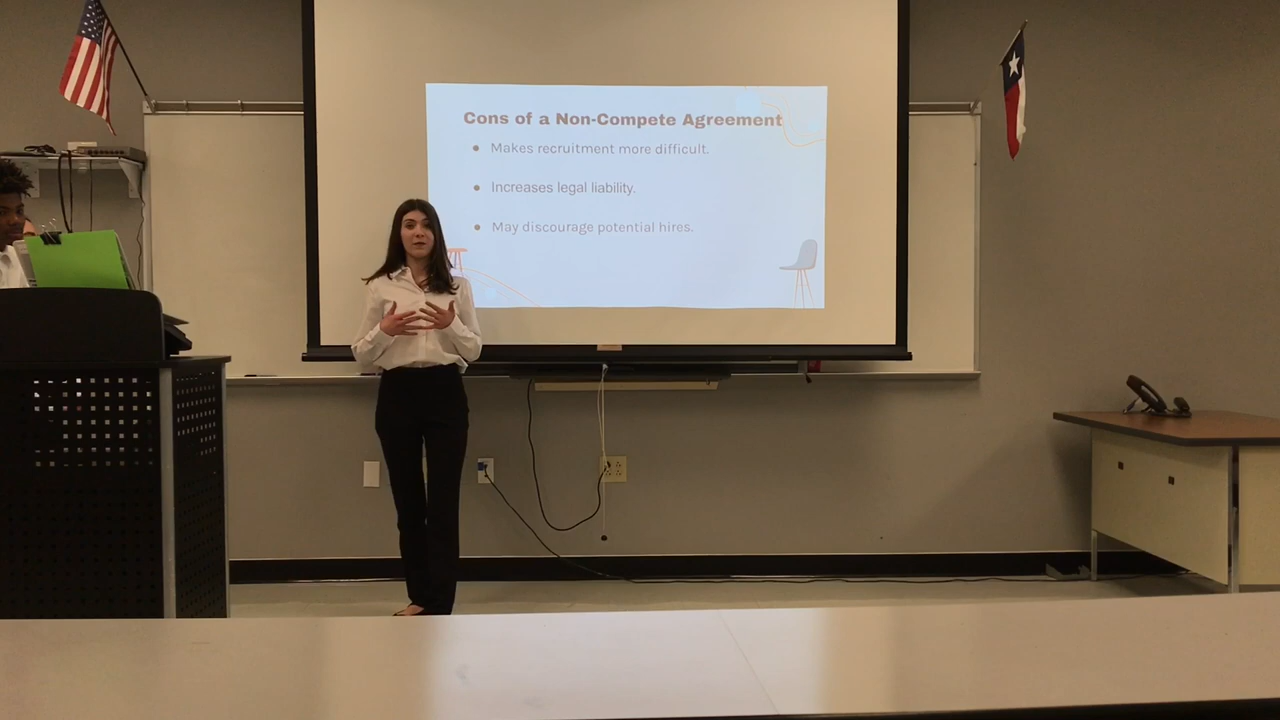 Cons of a Non-Compete Agreement
Makes recruitment more difficult.
Increases legal liability.
May discourage potential hires.